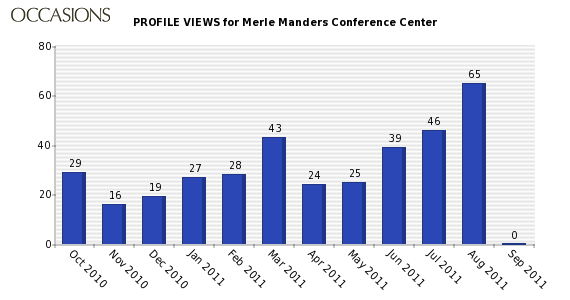 OCCASIONS
PROFILE VIEWS for Merle Manders Conference Center
80
60
40
20
0
29
16
19
27
28
43
24
25
39
46
65
0
Oct 2010
Nov 2010
Dec 2010
Jan 2011
Feb 2011
Mar 2011
Apr 2011
May 2011
Jun 2011
Jul 2011
Aug 2011
Sep 2011